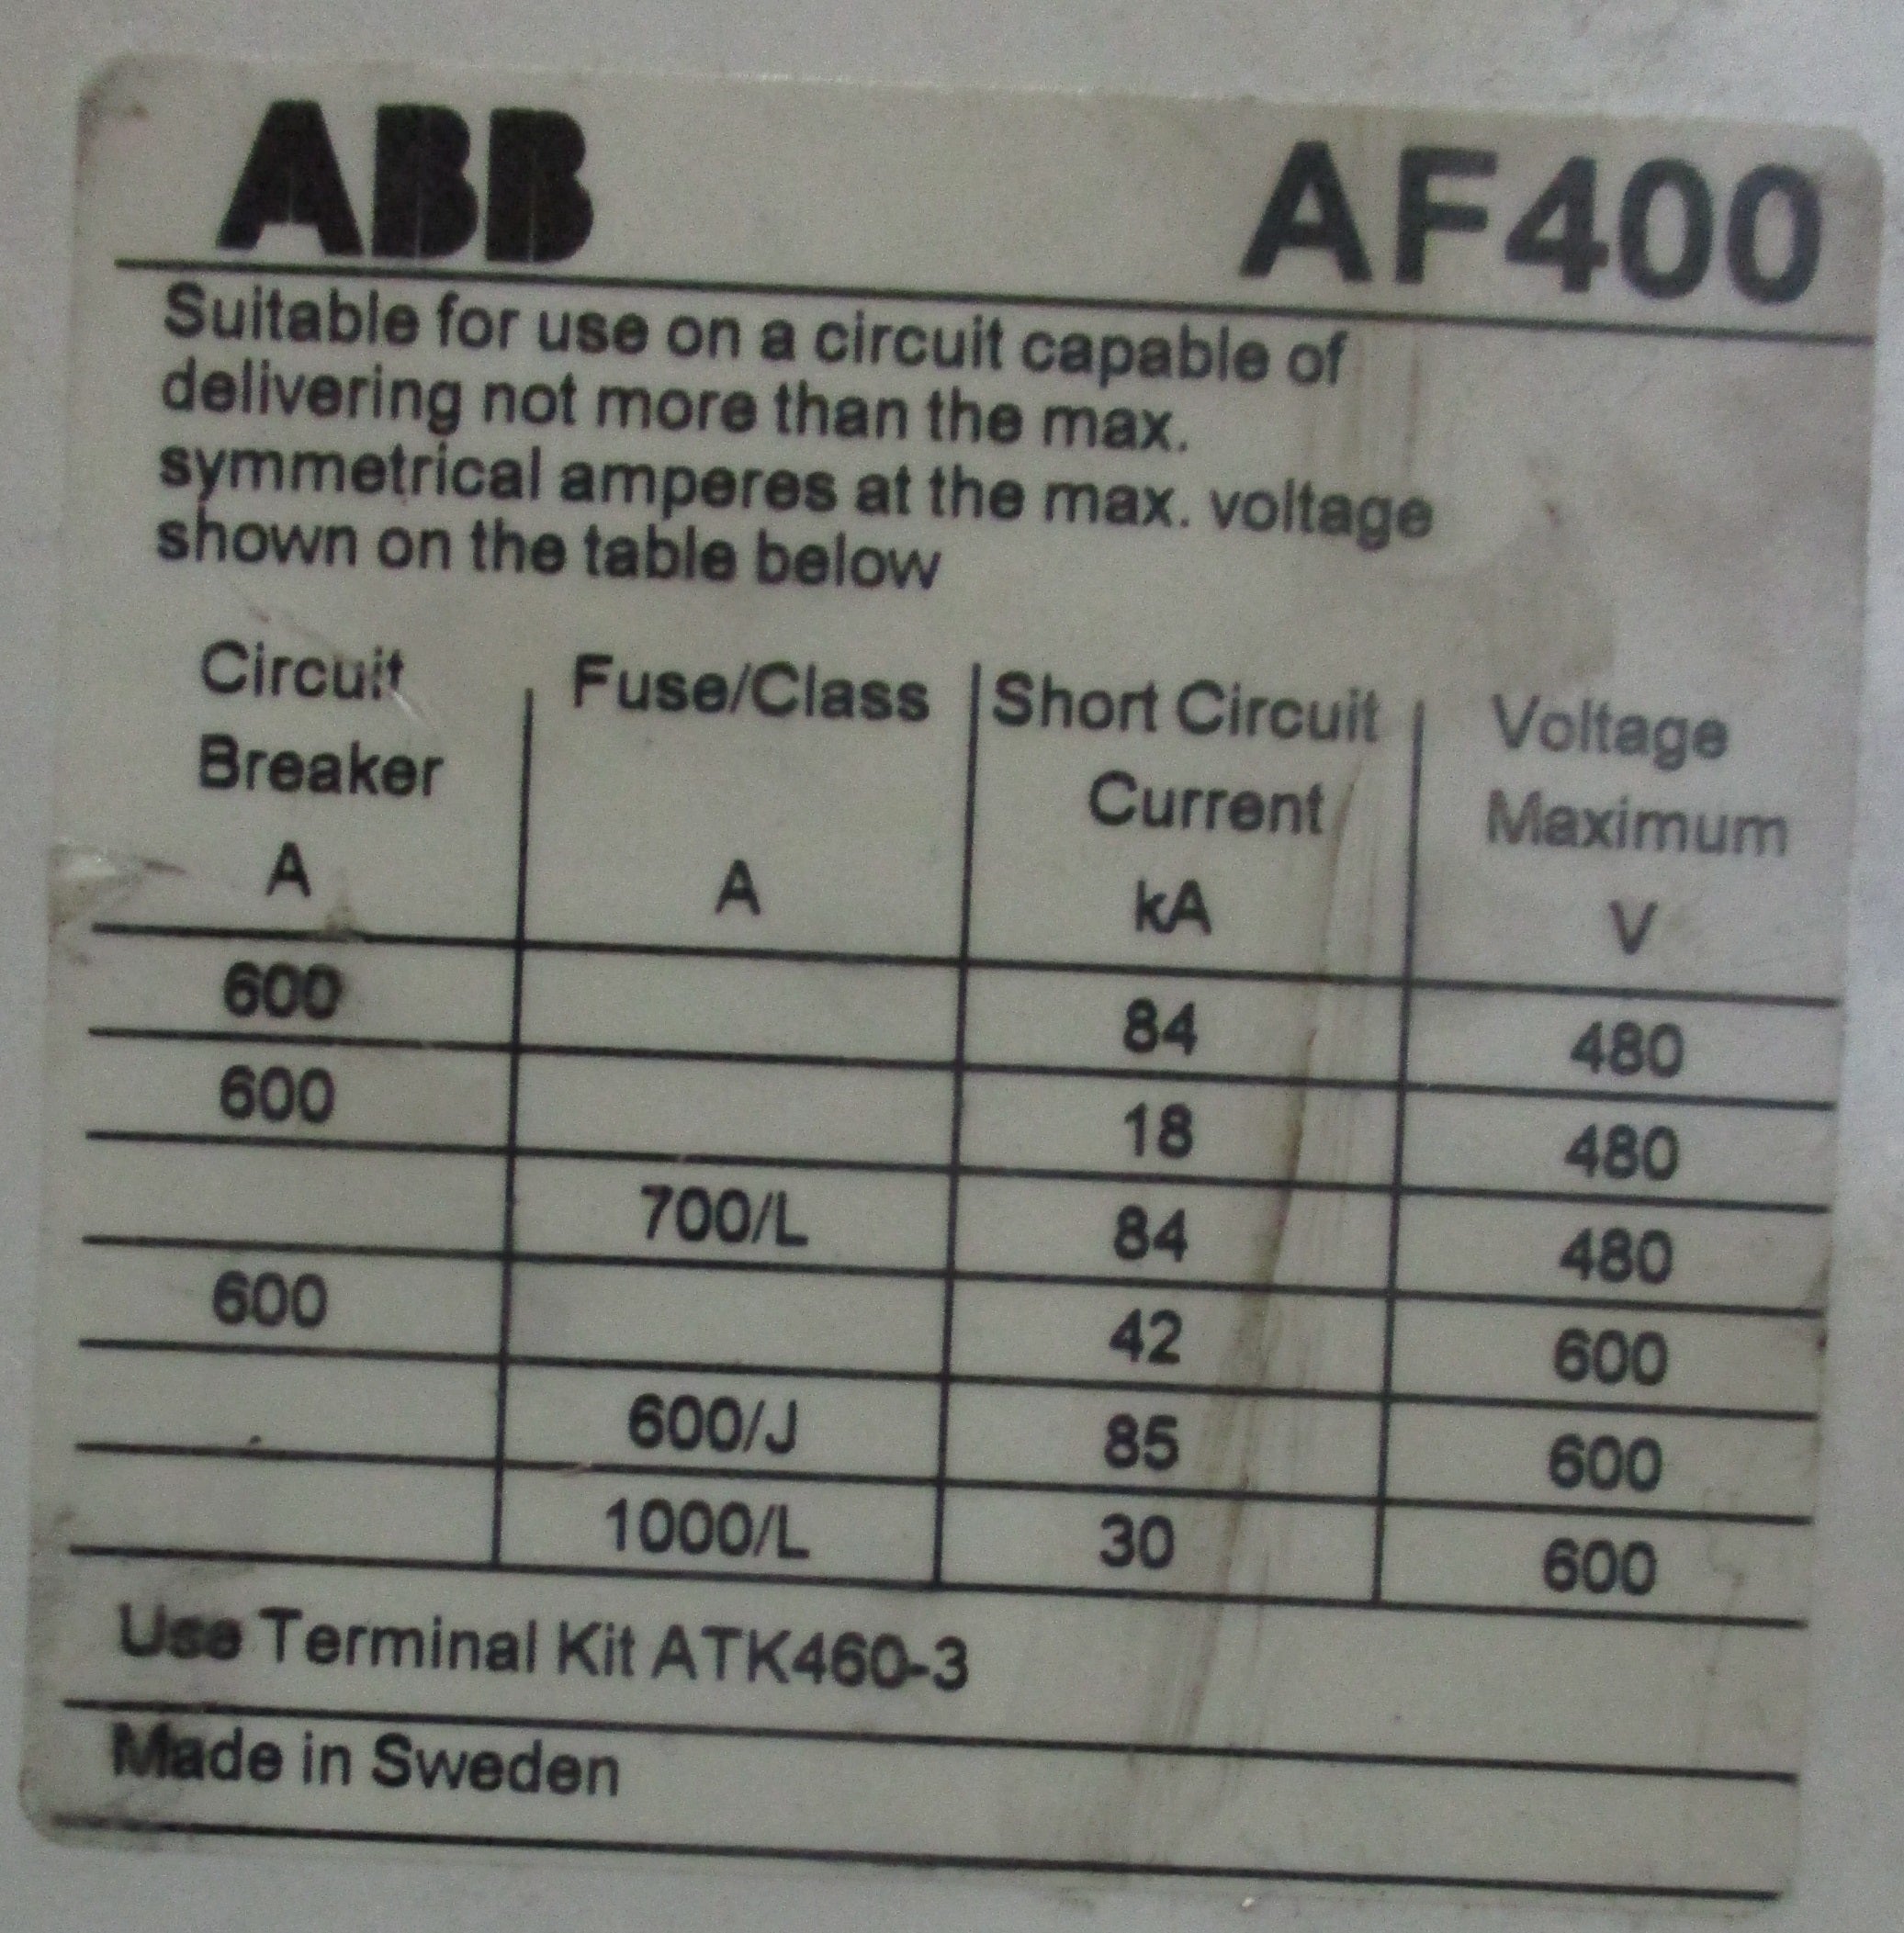 ABB AF400
Suitable for use on a circuit capable of
delivering not more than the max.
symmetrical amperes at the max. voltage
shown on the table below
Circuit Fuse/Class Short Circuit Voltage
Breaker Current Maximum
A A kA V
600 84 480
600 18 480
700/L 84 480
600 42 600
600/J 85 600
1000/L 30 600
Use Terminal Kit ATK460-3
Made in Sweden